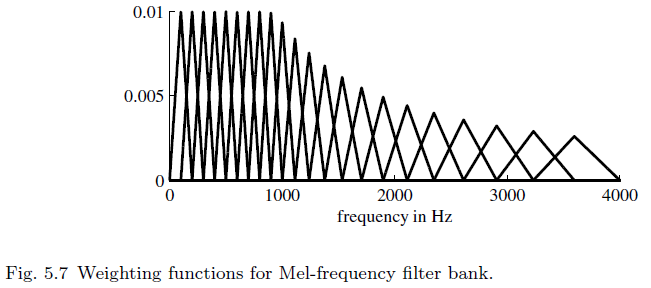 0.01
0.005
0
0 1000 2000 3000 4000
frequency in Hz
Fig. 5.7 Weighting functions for Mel-frequency filter bank.